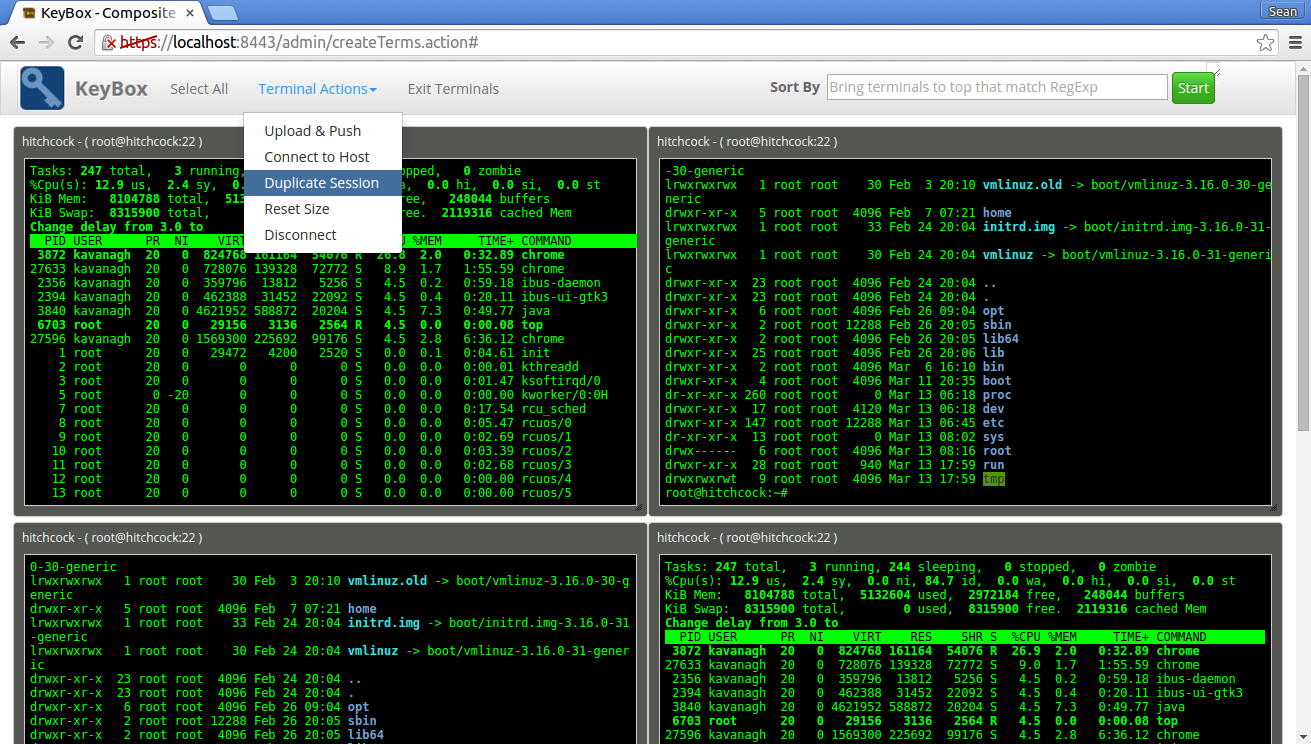 KeyBox - Composite
Sean
https://localhost:8443/admin/createTerms.action#
KeyBox
Select All
Terminal Actions
Exit Terminals
Sort By
Bring terminals to top that match RegExp
Start
Upload & Push
Connect to Host
Duplicate Session
Reset Size
Disconnect
hitchcock - ( root@hitchcock:22 )
Tasks: 247 total,   3 running, stopped,   0 zombie
%Cpu(s): 12.9 us,  2.4 sy,  0. wa,  0.0 hi,  0.0 si,  0.0 st
KiB Mem:   8104788 total,  513 ree,   248044 buffers
KiB Swap:  8315900 total, free.  2119316 cached Mem
Change delay from 3.0 to
PID USER      PR  NI    VIRT U %MEM     TIME+ COMMAND
3872 kavanagh  20   0  824768 161164  54076 R  26.8  2.0   0:32.89 chrome
27633 kavanagh  20   0  728076 139328  72772 S   8.9  1.7   1:55.59 chrome
2356 kavanagh  20   0  359796  13812   5256 S   4.5  0.2   0:59.18 ibus-daemon
2394 kavanagh  20   0  462388  31452  22092 S   4.5  0.4   0:20.11 ibus-ui-gtk3
3840 kavanagh  20   0 4621952 588872  20204 S   4.5  7.3   0:49.77 java
6703 root      20   0   29156   3136   2564 R   4.5  0.0   0:00.08 top
27596 kavanagh  20   0 1569300 225692  99176 S   4.5  2.8   6:36.12 chrome
1 root      20   0   29472   4200   2520 S   0.0  0.1   0:04.61 init
2 root      20   0       0      0      0 S   0.0  0.0   0:00.01 kthreadd
3 root      20   0       0      0      0 S   0.0  0.0   0:01.47 ksoftirqd/0
5 root       0 -20       0      0      0 S   0.0  0.0   0:00.00 kworker/0:0H
7 root      20   0       0      0      0 S   0.0  0.0   0:17.54 rcu_sched
8 root      20   0       0      0      0 S   0.0  0.0   0:05.47 rcuos/0
9 root      20   0       0      0      0 S   0.0  0.0   0:02.69 rcuos/1
10 root      20   0       0      0      0 S   0.0  0.0   0:03.39 rcuos/2
11 root      20   0       0      0      0 S   0.0  0.0   0:02.68 rcuos/3
12 root      20   0       0      0      0 S   0.0  0.0   0:00.00 rcuos/4
13 root      20   0       0      0      0 S   0.0  0.0   0:00.00 rcuos/5
hitchcock - ( root@hitchcock:22 )
-30-generic
lrwxrwxrwx   1 root root    30 Feb  3 20:10 vmlinuz.old -> boot/vmlinuz-3.16.0-30-ge
neric
drwxr-xr-x   5 root root  4096 Feb  7 07:21 home
lrwxrwxrwx   1 root root    33 Feb 24 20:04 initrd.img -> boot/initrd.img-3.16.0-31-
generic
lrwxrwxrwx   1 root root    30 Feb 24 20:04 vmlinuz -> boot/vmlinuz-3.16.0-31-generi
c
drwxr-xr-x  23 root root  4096 Feb 24 20:04 ..
drwxr-xr-x  23 root root  4096 Feb 24 20:04 .
drwxr-xr-x   6 root root  4096 Feb 26 09:04 opt
drwxr-xr-x   2 root root 12288 Feb 26 20:05 sbin
drwxr-xr-x   2 root root  4096 Feb 26 20:05 lib64
drwxr-xr-x  25 root root  4096 Feb 26 20:06 lib
drwxr-xr-x   2 root root  4096 Mar  6 16:10 bin
drwxr-xr-x   4 root root  4096 Mar 11 20:35 boot
dr-xr-xr-x 260 root root     0 Mar 13 06:18 proc
drwxr-xr-x  17 root root  4120 Mar 13 06:18 dev
drwxr-xr-x 147 root root 12288 Mar 13 06:45 etc
dr-xr-xr-x  13 root root     0 Mar 13 08:02 sys
drwx------   6 root root  4096 Mar 13 08:16 root
drwxr-xr-x  28 root root   940 Mar 13 17:59 run
drwxrwxrwt   9 root root  4096 Mar 13 17:59 tmp
root@hitchcock:~#
hitchcock - ( root@hitchcock:22 )
0-30-generic
lrwxrwxrwx   1 root root    30 Feb  3 20:10 vmlinuz.old -> boot/vmlinuz-3.16.0-30-g
eneric
drwxr-xr-x   5 root root  4096 Feb  7 07:21 home
lrwxrwxrwx   1 root root    33 Feb 24 20:04 initrd.img -> boot/initrd.img-3.16.0-31
-generic
lrwxrwxrwx   1 root root    30 Feb 24 20:04 vmlinuz -> boot/vmlinuz-3.16.0-31-gener
ic
drwxr-xr-x  23 root root  4096 Feb 24 20:04 ..
drwxr-xr-x  23 root root  4096 Feb 24 20:04 .
drwxr-xr-x   6 root root  4096 Feb 26 09:04 opt
drwxr-xr-x   2 root root 12288 Feb 26 20:05 sbin
drwxr-xr-x   2 root root  4096 Feb 26 20:05 lib64
hitchcock - ( root@hitchcock:22 )
Tasks: 247 total,   3 running, 244 sleeping,   0 stopped,   0 zombie
%Cpu(s): 12.9 us,  2.4 sy,  0.0 ni, 84.7 id,  0.0 wa,  0.0 hi,  0.0 si,  0.0 st
KiB Mem:   8104788 total,  5132604 used,  2972184 free,   248044 buffers
KiB Swap:  8315900 total,        0 used,  8315900 free.  2119316 cached Mem
Change delay from 3.0 to
PID USER      PR  NI    VIRT    RES    SHR S  %CPU %MEM     TIME+ COMMAND
3872 kavanagh  20   0  824768 161164  54076 R  26.9  2.0   0:32.89 chrome
27633 kavanagh  20   0  728076 139328  72772 S   9.0  1.7   1:55.59 chrome
2356 kavanagh  20   0  359796  13812   5256 S   4.5  0.2   0:59.18 ibus-daemon
2394 kavanagh  20   0  462388  31452  22092 S   4.5  0.4   0:20.11 ibus-ui-gtk3
3840 kavanagh  20   0 4621952 588872  20204 S   4.5  7.3   0:49.77 java
6703 root      20   0   29156   3136   2564 R   4.5  0.0   0:00.08 top
27596 kavanagh  20   0 1569300 225692  99176 S   4.5  2.8   6:36.12 chrome